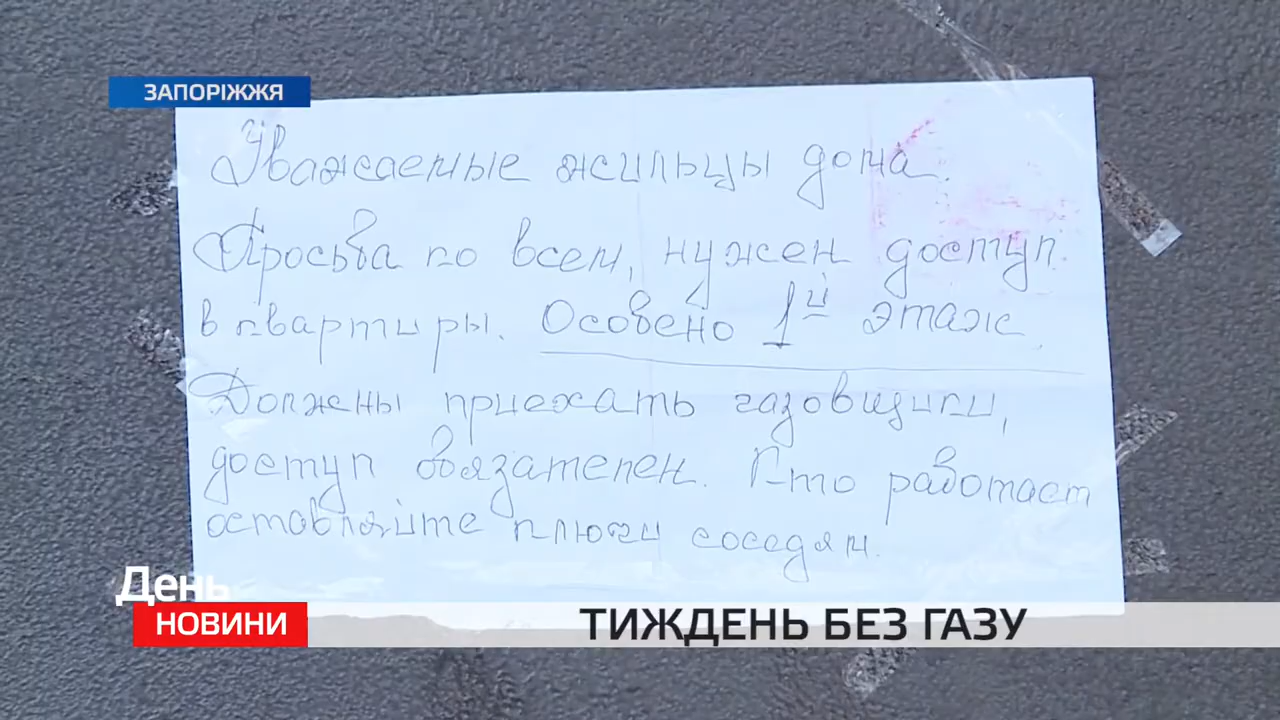 ЗАПОРІЖЖЯ
Уважаемые жильцы дома.
Просьба ко всем, нужен доступ
в квартиры. Особено 1й этаж.
Должны приехать газовщики,
доступ обязателен. Кто работает
оставляйте ключи соседям.
День
НОВИНИ
ТИЖДЕНЬ БЕЗ ГАЗУ